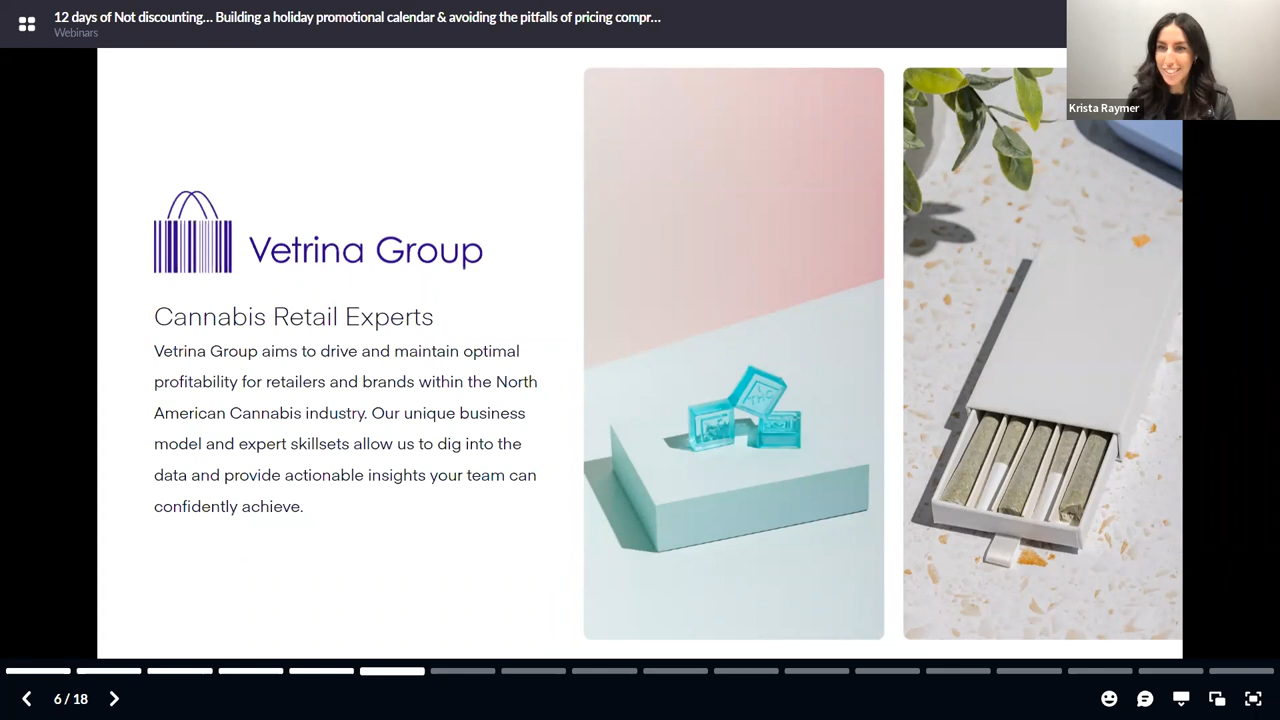 12 days of Not discounting... Building a holiday promotional calendar & avoiding the pitfalls of pricing compr...
Webinars
Krista Raymer
Vetrina Group
Cannabis Retail Experts
Vetrina Group aims to drive and maintain optimal
profitability for retailers and brands within the North
American Cannabis industry. Our unique business
model and expert skillsets allow us to dig into the
data and provide actionable insights your team can
confidently achieve.
6 / 18